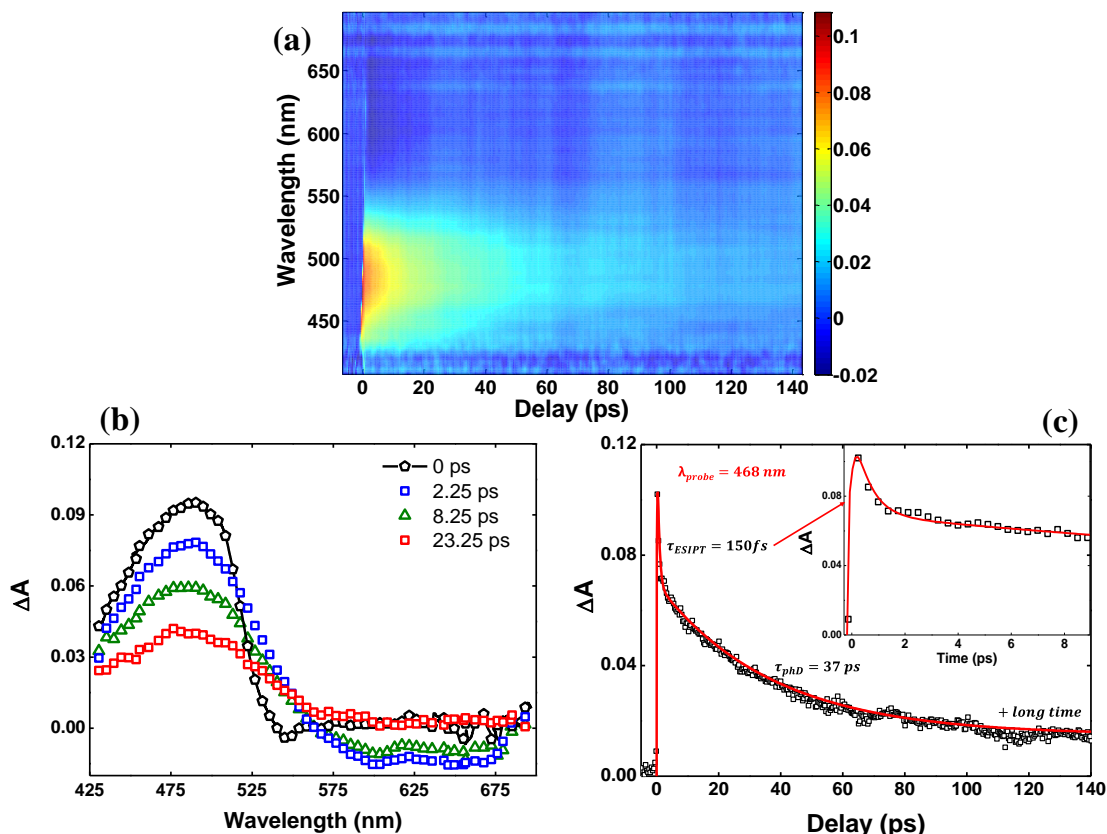 (a)
Wavelength (nm)
650
600
550
500
450
0 20 40 60 80 100 120 140
Delay (ps)
0.1
0.08
0.06
0.04
0.02
0
-0.02
(b)
ΔA
0.12
0.09
0.06
0.03
0.00
425 475 525 575 625 675
Wavelength (nm)
0 ps
2.25 ps
8.25 ps
23.25 ps
(c)
ΔA
0.12
0.08
0.04
0.00
0 20 40 60 80 100 120 140
Delay (ps)
λprobe = 468 nm
τESIPT = 150fs
τphD = 37 ps
+ long time
ΔA
0.08
0.04
0.00
0 2 4 6 8
Time (ps)